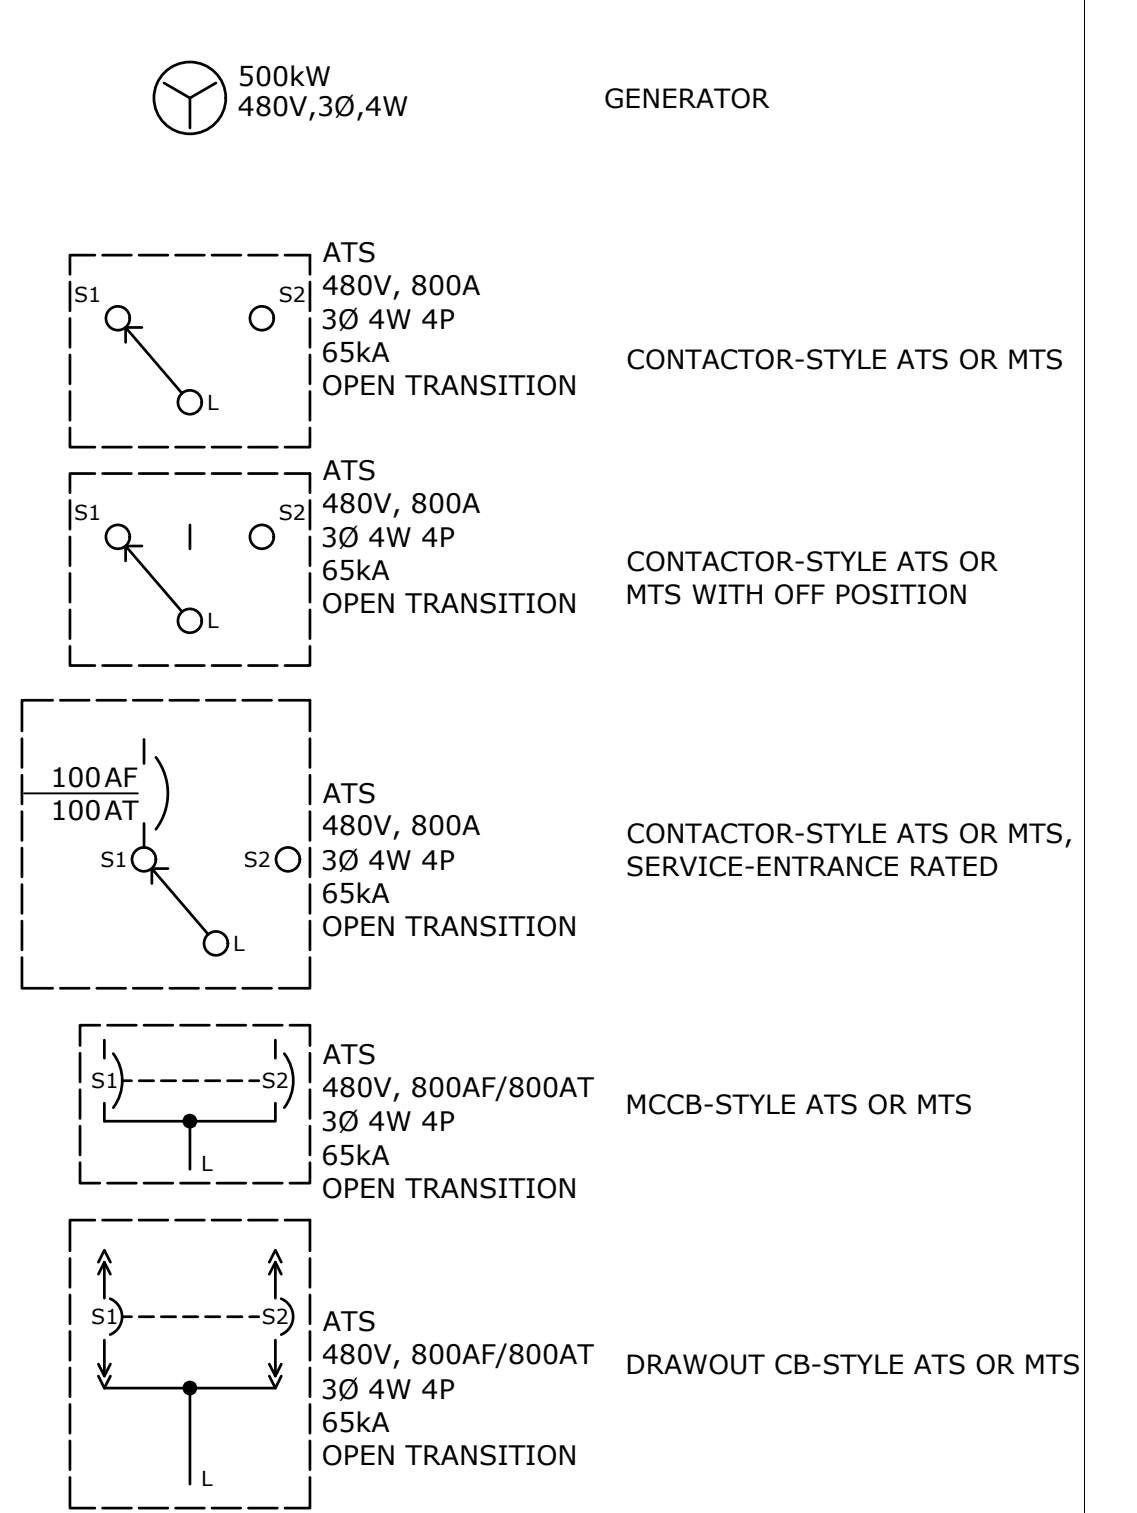 500kW
480V,3Ø,4W
GENERATOR
ATS
480V, 800A
3Ø 4W 4P
65kA
OPEN TRANSITION
S1
S2
L
CONTACTOR-STYLE ATS OR MTS
ATS
480V, 800A
3Ø 4W 4P
65kA
OPEN TRANSITION
S1
S2
L
CONTACTOR-STYLE ATS OR
MTS WITH OFF POSITION
100AF
100AT
S1
S2
L
ATS
480V, 800A
3Ø 4W 4P
65kA
OPEN TRANSITION
CONTACTOR-STYLE ATS OR MTS,
SERVICE-ENTRANCE RATED
S1
S2
L
ATS
480V, 800AF/800AT
3Ø 4W 4P
65kA
OPEN TRANSITION
MCCB-STYLE ATS OR MTS
S1
S2
L
ATS
480V, 800AF/800AT
3Ø 4W 4P
65kA
OPEN TRANSITION
DRAWOUT CB-STYLE ATS OR MTS